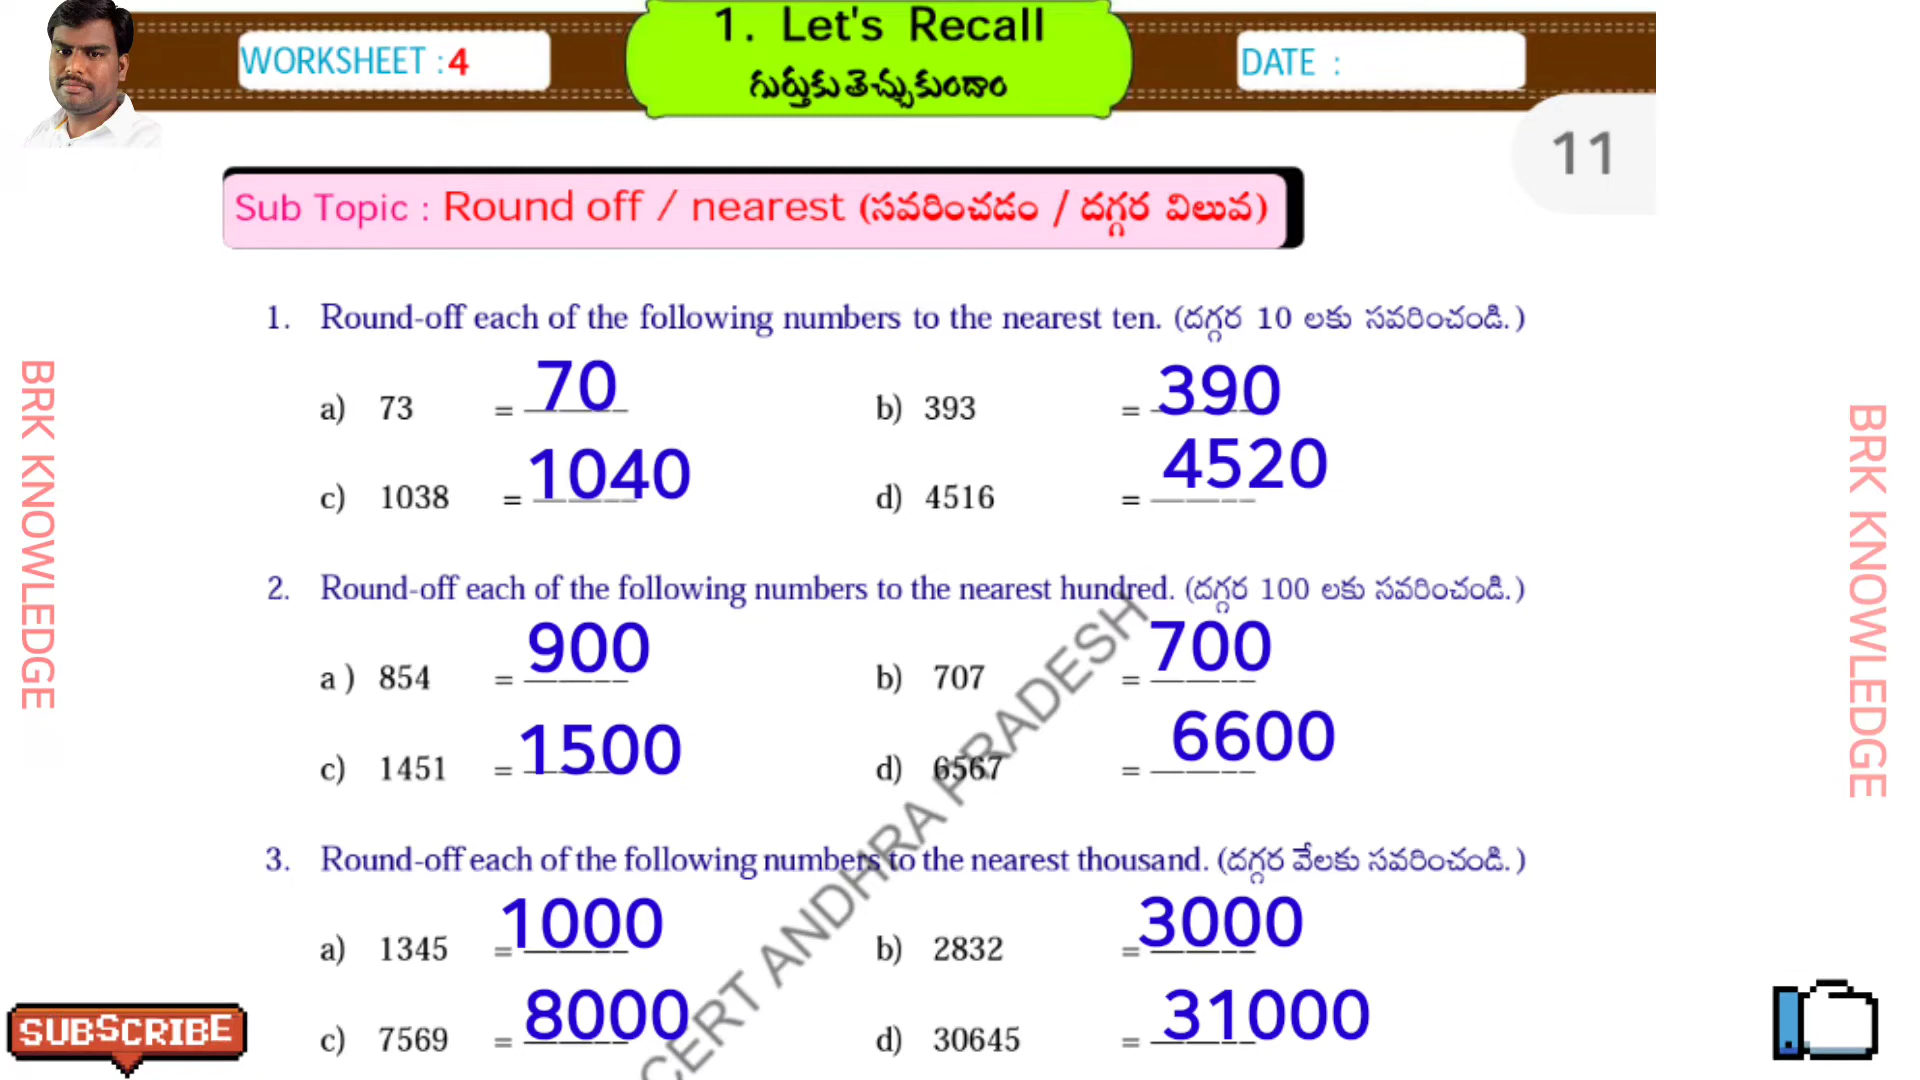 1. Let's Recall
WORKSHEET : 4
గుర్తుకు తెచ్చుకుందాం
DATE :
11
Sub Topic : Round off / nearest (సవరించడం / దగ్గర విలువ)
1. Round-off each of the following numbers to the nearest ten. (దగ్గర 10 లకు సవరించండి.)
a) 73 = 70 b) 393 = 390
c) 1038 = 1040 d) 4516 = 4520
2. Round-off each of the following numbers to the nearest hundred. (దగ్గర 100 లకు సవరించండి.)
a ) 854 = 900 b) 707 = 700
c) 1451 = 1500 d) 6567 = 6600
3. Round-off each of the following numbers to the nearest thousand. (దగ్గర వేలకు సవరించండి.)
a) 1345 = 1000 b) 2832 = 3000
c) 7569 = 8000 d) 30645 = 31000
BRK KNOWLEDGE
BRK KNOWLEDGE
CERT ANDHRA PRADESH
SUBSCRIBE